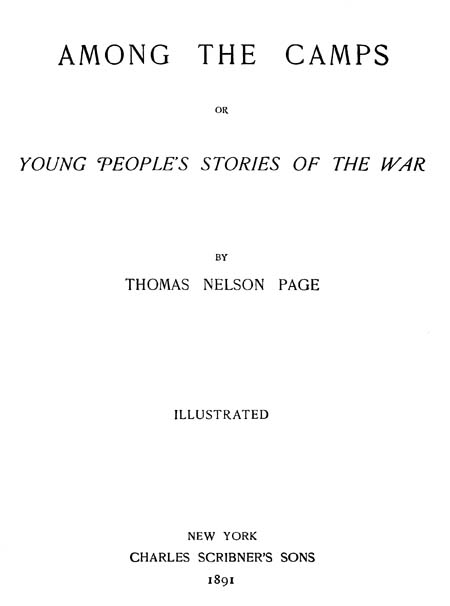 AMONG THE CAMPS
OR
YOUNG PEOPLE'S STORIES OF THE WAR
BY
THOMAS NELSON PAGE
ILLUSTRATED
NEW YORK
CHARLES SCRIBNER'S SONS
1891